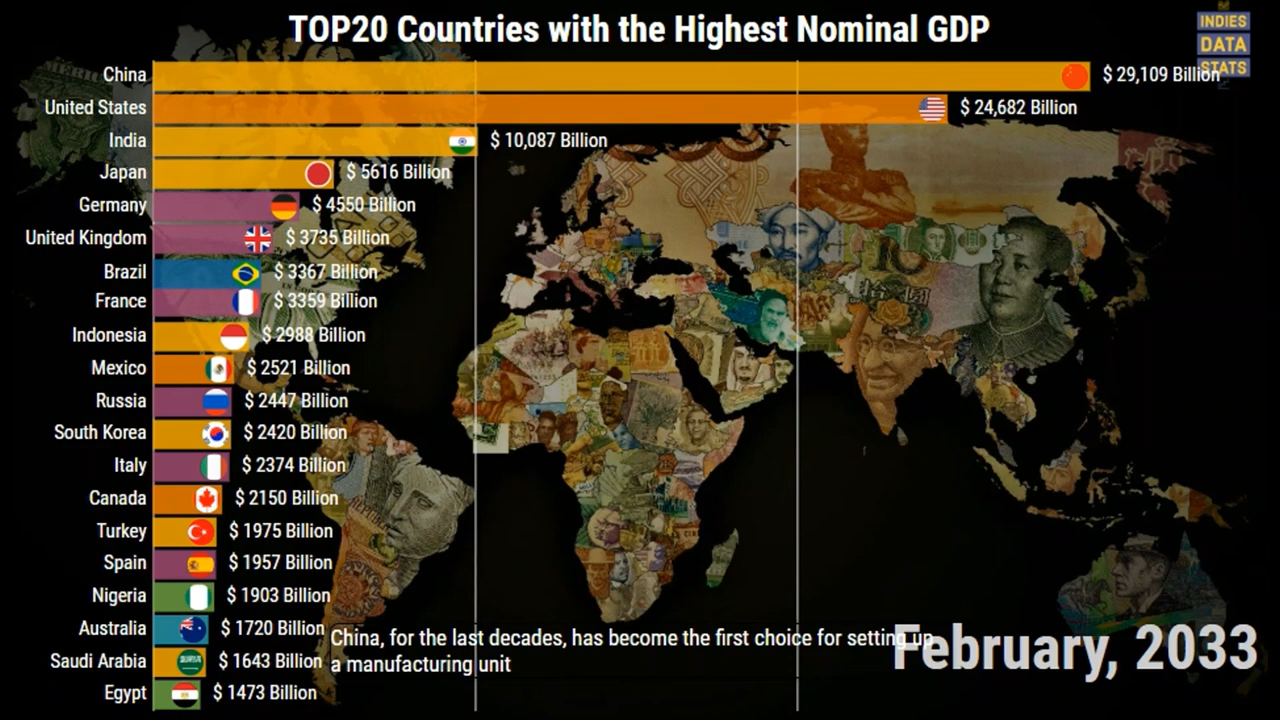 TOP20 Countries with the Highest Nominal GDP
INDIES
DATA
STATS
China $ 29,109 Billion
United States $ 24,682 Billion
India $ 10,087 Billion
Japan $ 5616 Billion
Germany $ 4550 Billion
United Kingdom $ 3735 Billion
Brazil $ 3367 Billion
France $ 3359 Billion
Indonesia $ 2988 Billion
Mexico $ 2521 Billion
Russia $ 2447 Billion
South Korea $ 2420 Billion
Italy $ 2374 Billion
Canada $ 2150 Billion
Turkey $ 1975 Billion
Spain $ 1957 Billion
Nigeria $ 1903 Billion
Australia $ 1720 Billion
Saudi Arabia $ 1643 Billion
Egypt $ 1473 Billion
China, for the last decades, has become the first choice for setting up
a manufacturing unit
February, 2033